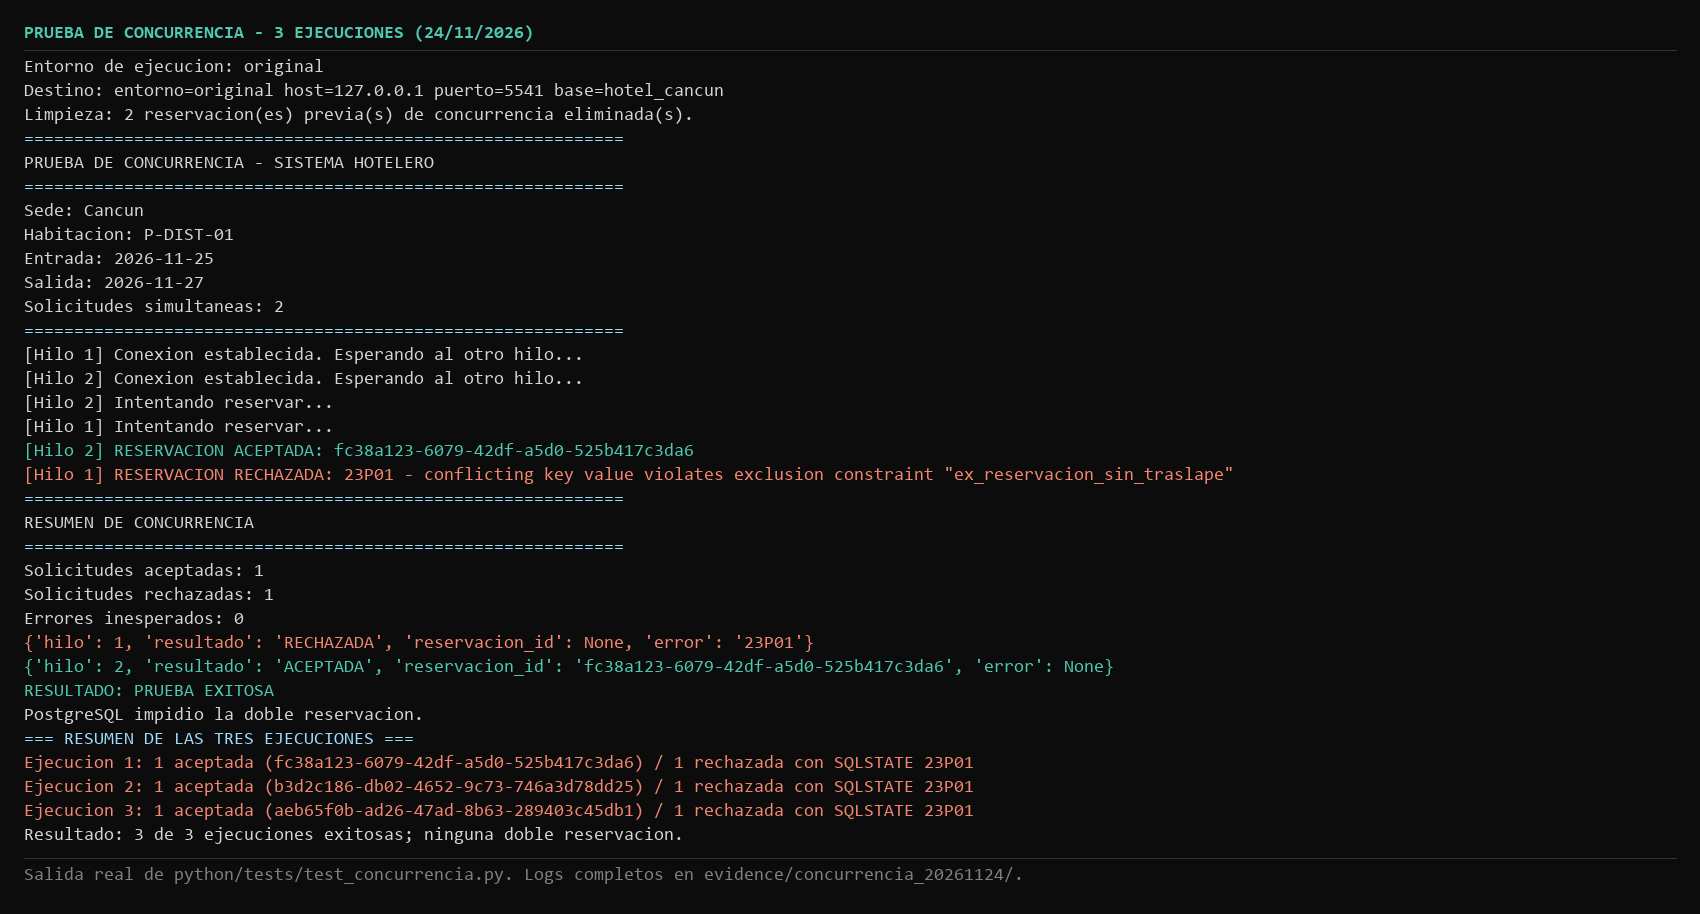 PRUEBA DE CONCURRENCIA - 3 EJECUCIONES (24/11/2026)
Entorno de ejecucion: original
Destino: entorno=original host=127.0.0.1 puerto=5541 base=hotel_cancun
Limpieza: 2 reservacion(es) previa(s) de concurrencia eliminada(s).
============================================================
PRUEBA DE CONCURRENCIA - SISTEMA HOTELERO
============================================================
Sede: Cancun
Habitacion: P-DIST-01
Entrada: 2026-11-25
Salida: 2026-11-27
Solicitudes simultaneas: 2
============================================================
[Hilo 1] Conexion establecida. Esperando al otro hilo...
[Hilo 2] Conexion establecida. Esperando al otro hilo...
[Hilo 2] Intentando reservar...
[Hilo 1] Intentando reservar...
[Hilo 2] RESERVACION ACEPTADA: fc38a123-6079-42df-a5d0-525b417c3da6
[Hilo 1] RESERVACION RECHAZADA: 23P01 - conflicting key value violates exclusion constraint "ex_reservacion_sin_traslape"
============================================================
RESUMEN DE CONCURRENCIA
============================================================
Solicitudes aceptadas: 1
Solicitudes rechazadas: 1
Errores inesperados: 0
{'hilo': 1, 'resultado': 'RECHAZADA', 'reservacion_id': None, 'error': '23P01'}
{'hilo': 2, 'resultado': 'ACEPTADA', 'reservacion_id': 'fc38a123-6079-42df-a5d0-525b417c3da6', 'error': None}
RESULTADO: PRUEBA EXITOSA
PostgreSQL impidio la doble reservacion.
=== RESUMEN DE LAS TRES EJECUCIONES ===
Ejecucion 1: 1 aceptada (fc38a123-6079-42df-a5d0-525b417c3da6) / 1 rechazada con SQLSTATE 23P01
Ejecucion 2: 1 aceptada (b3d2c186-db02-4652-9c73-746a3d78dd25) / 1 rechazada con SQLSTATE 23P01
Ejecucion 3: 1 aceptada (aeb65f0b-ad26-47ad-8b63-289403c45db1) / 1 rechazada con SQLSTATE 23P01
Resultado: 3 de 3 ejecuciones exitosas; ninguna doble reservacion.
Salida real de python/tests/test_concurrencia.py. Logs completos en evidence/concurrencia_20261124/.